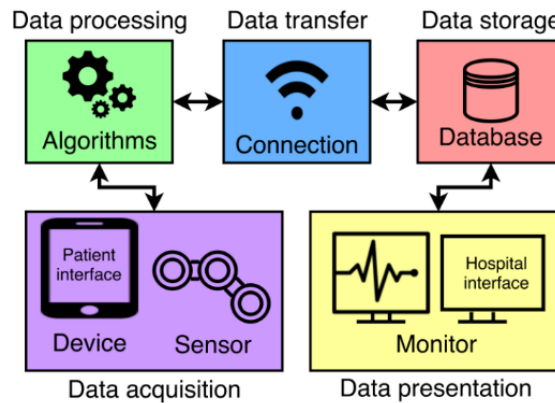 Data processing
Data transfer
Data storage
Algorithms
Connection
Database
Patient
interface
Device
Sensor
Hospital
interface
Monitor
Data acquisition
Data presentation